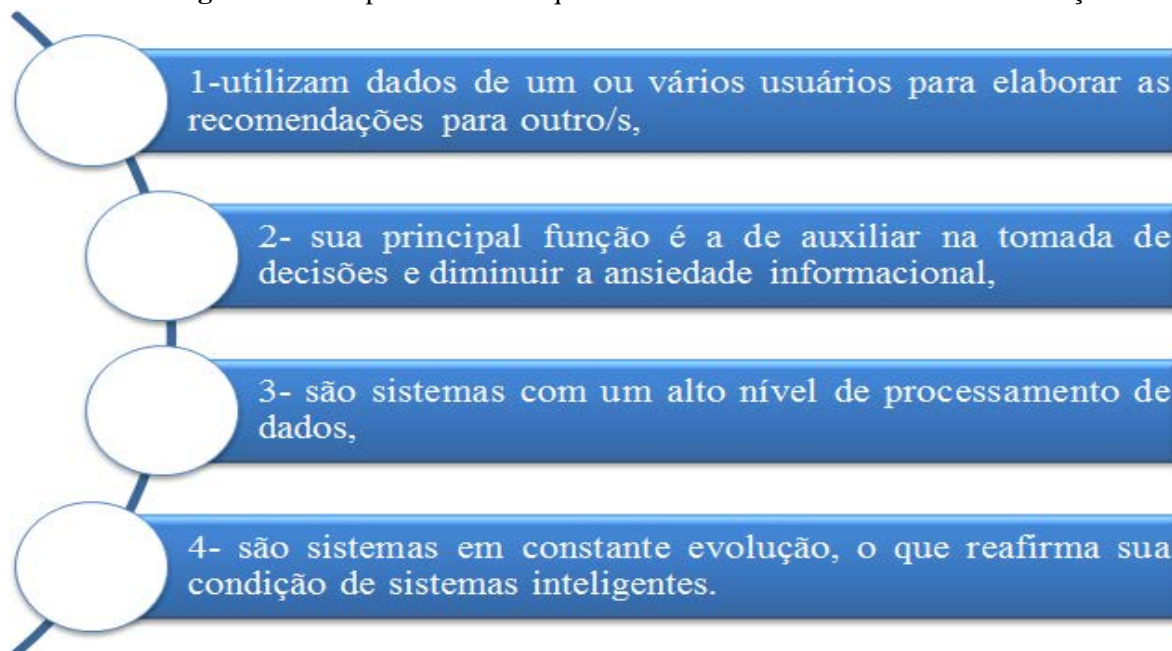 1-utilizam dados de um ou vários usuários para elaborar as
recomendações para outro/s,
2- sua principal função é a de auxiliar na tomada de
decisões e diminuir a ansiedade informacional,
3- são sistemas com um alto nível de processamento de
dados,
4- são sistemas em constante evolução, o que reafirma sua
condição de sistemas inteligentes.